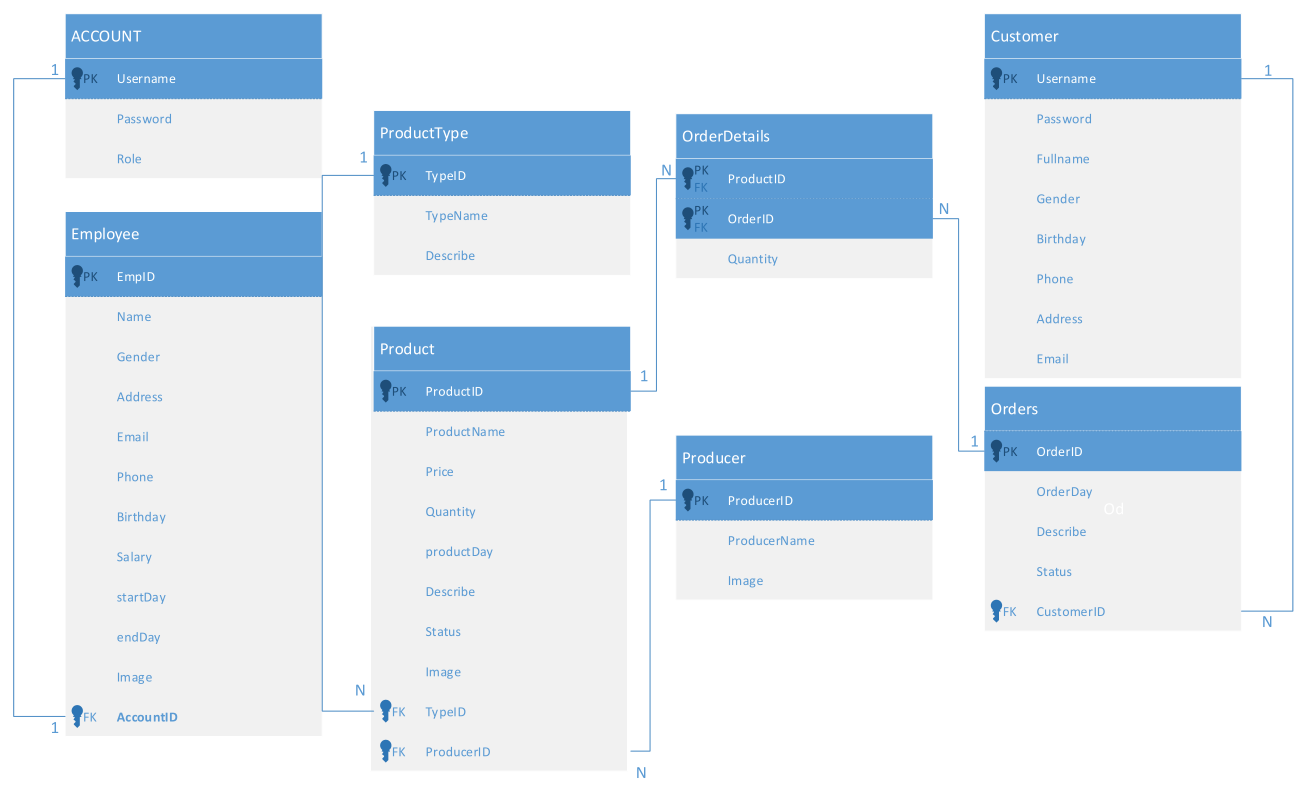 ACCOUNT
1
PK Username
Password
Role
Employee
PK EmpID
Name
Gender
Address
Email
Phone
Birthday
Salary
startDay
endDay
Image
FK AccountID
1
ProductType
1
PK TypeID
TypeName
Describe
Product
PK ProductID
1
ProductName
Price
Quantity
productDay
Describe
Status
Image
N
FK TypeID
FK ProducerID
N
OrderDetails
N
PK
FK
ProductID
PK
FK
OrderID
N
Quantity
Producer
1
PK ProducerID
ProducerName
Image
Customer
PK Username
1
Password
Fullname
Gender
Birthday
Phone
Address
Email
Orders
1
PK OrderID
OrderDay
Od
Describe
Status
FK CustomerID
N